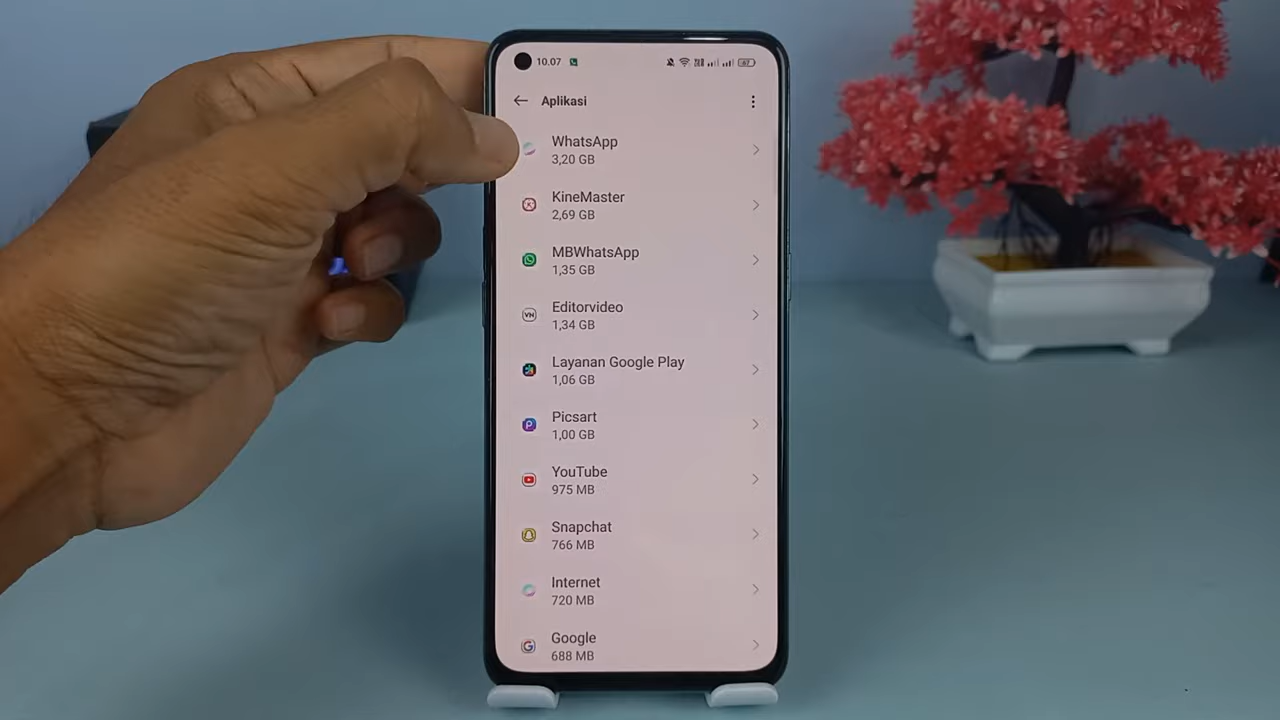 10.07
67
Aplikasi
WhatsApp
3,20 GB
KineMaster
2,69 GB
MBWhatsApp
1,35 GB
VN
Editorvideo
1,34 GB
Layanan Google Play
1,06 GB
Picsart
1,00 GB
YouTube
975 MB
Snapchat
766 MB
Internet
720 MB
Google
688 MB